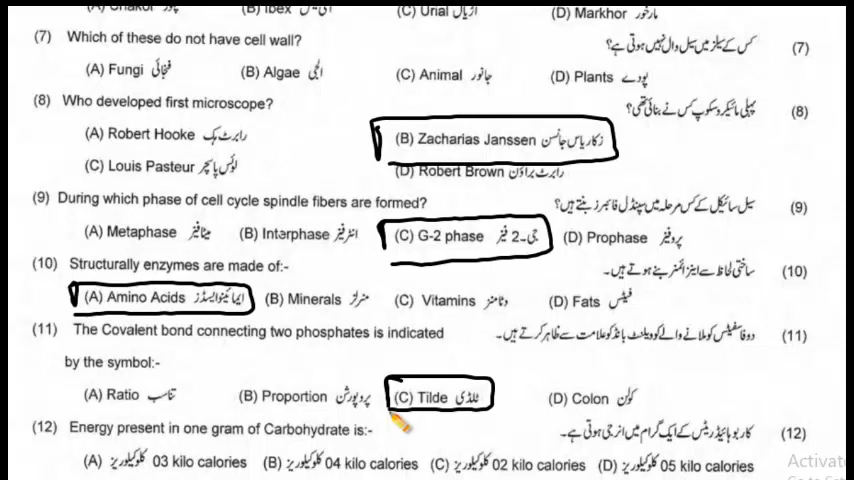 (B) Ibex (C) Urial اڑیال (D) Markhor مارخور
(7) Which of these do not have cell wall? کس کے سیلز میں سیل وال نہیں ہوتی ہے؟ (7)
(A) Fungi فنجائی (B) Algae الجی (C) Animal جانور (D) Plants پودے
(8) Who developed first microscope? پہلی مائیکروسکوپ کس نے بنائی تھی؟ (8)
(A) Robert Hooke رابرٹ ہک (B) Zacharias Janssen زکاریاس جانسن
(C) Louis Pasteur لوئس پاسچر (D) Robert Brown رابرٹ براؤن
(9) During which phase of cell cycle spindle fibers are formed? سیل سائیکل کے کس مرحلہ میں سپنڈل فائبرز بنتے ہیں؟ (9)
(A) Metaphase میٹا فیز (B) Interphase انٹرفیز (C) G-2 phase جی۔2 فیز (D) Prophase پروفیز
(10) Structurally enzymes are made of:- ساختی لحاظ سے اینزائمز بنے ہوتے ہیں۔ (10)
(A) Amino Acids ایمائینو ایسڈز (B) Minerals منرلز (C) Vitamins وٹامنز (D) Fats فیٹس
(11) The Covalent bond connecting two phosphates is indicated دو فاسفیٹس کو ملانے والے کوویلنٹ بانڈ کو علامت سے ظاہر کرتے ہیں۔ (11)
by the symbol:-
(A) Ratio تناسب (B) Proportion پروپورشن (C) Tilde ٹلڈی (D) Colon کولن
(12) Energy present in one gram of Carbohydrate is:- کاربوہائیڈریٹس کے ایک گرام میں انرجی ہوتی ہے۔ (12)
(A) 03 kilo calories کلوکیلوریز (B) 04 kilo calories کلوکیلوریز (C) 02 kilo calories کلوکیلوریز (D) 05 kilo calories کلوکیلوریز
Activat